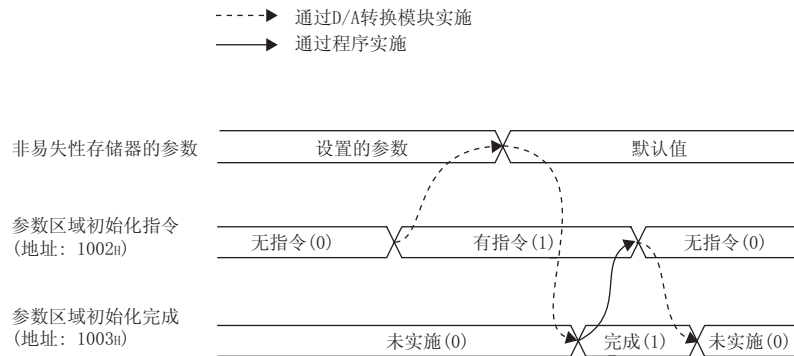 通过D/A转换模块实施
通过程序实施
非易失性存储器的参数
设置的参数
默认值
参数区域初始化指令
(地址: 1002H)
无指令(0)
有指令(1)
无指令(0)
参数区域初始化完成
(地址: 1003H)
未实施(0)
完成(1)
未实施(0)